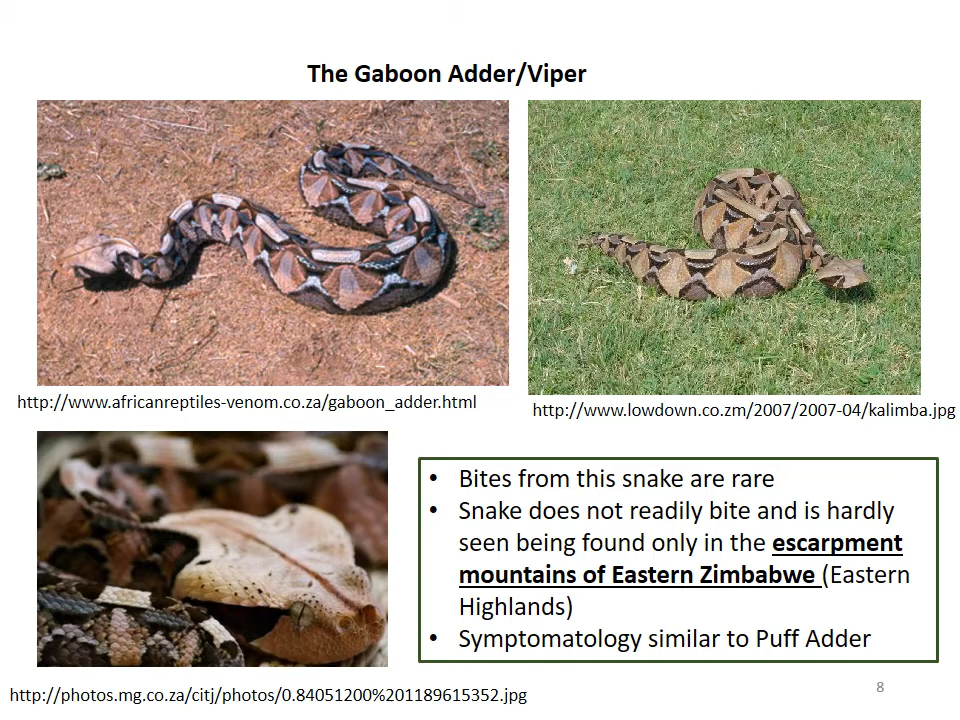 The Gaboon Adder/Viper
http://www.africanreptiles-venom.co.za/gaboon_adder.html
http://www.lowdown.co.zm/2007/2007-04/kalimba.jpg
• Bites from this snake are rare
• Snake does not readily bite and is hardly
seen being found only in the escarpment
mountains of Eastern Zimbabwe (Eastern
Highlands)
• Symptomatology similar to Puff Adder
http://photos.mg.co.za/citj/photos/0.84051200%201189615352.jpg
8